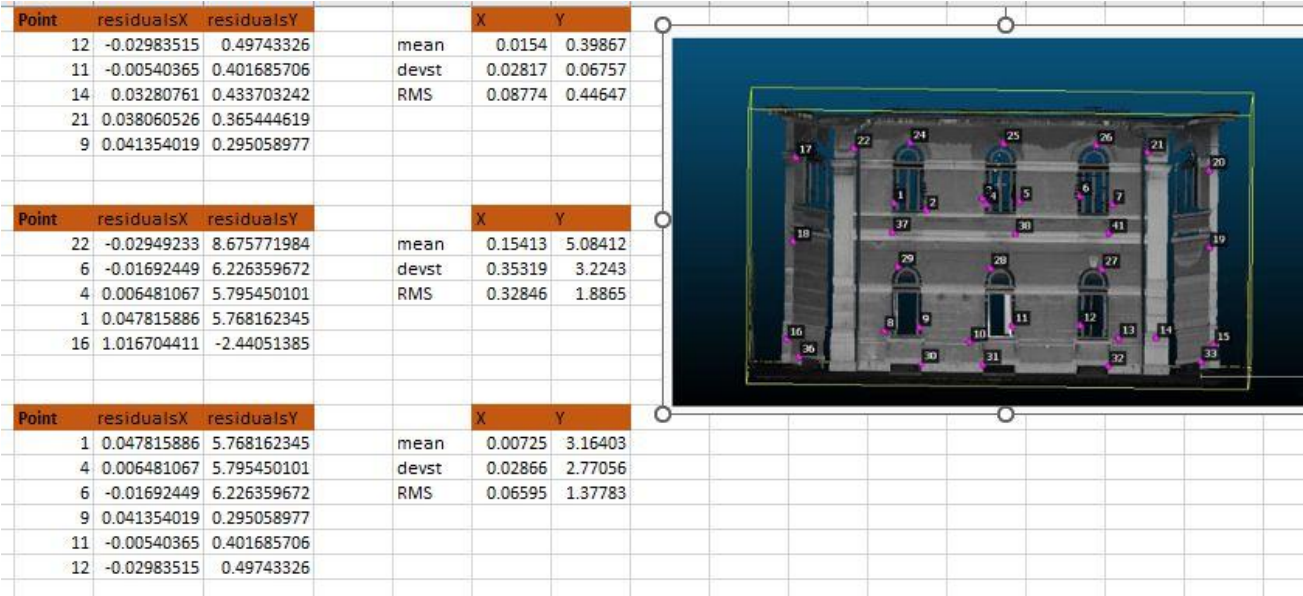 Point residualsX residualsY X Y
12 -0.02983515 0.49743326 mean 0.0154 0.39867
11 -0.00540365 0.401685706 devst 0.02817 0.06757
14 0.03280761 0.433703242 RMS 0.08774 0.44647
21 0.038060526 0.365444619
9 0.041354019 0.295058977
Point residualsX residualsY X Y
22 -0.02949233 8.675771984 mean 0.15413 5.08412
6 -0.01692449 6.226359672 devst 0.35319 3.2243
4 0.006481067 5.795450101 RMS 0.32846 1.8865
1 0.047815886 5.768162345
16 1.016704411 -2.44051385
Point residualsX residualsY X Y
1 0.047815886 5.768162345 mean 0.00725 3.16403
4 0.006481067 5.795450101 devst 0.02866 2.77056
6 -0.01692449 6.226359672 RMS 0.06595 1.37783
9 0.041354019 0.295058977
11 -0.00540365 0.401685706
12 -0.02983515 0.49743326
17 22 24 25 26 21 20
1 2 4 5 6 7
18 37 38 41 19
29 28 27
16 8 9 10 11 12 13 14 15
36 30 31 32 33